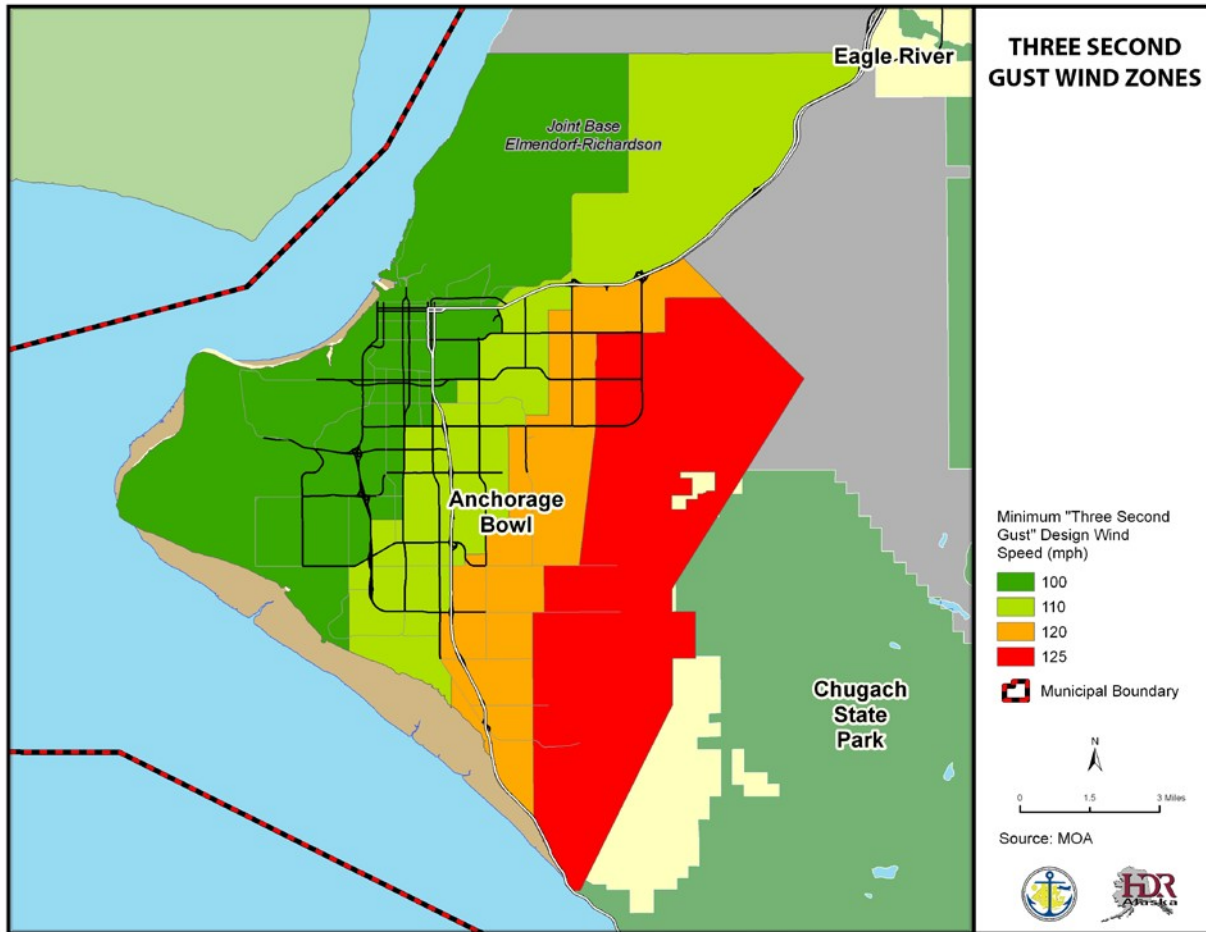 THREE SECOND
GUST WIND ZONES
Eagle River
Joint Base
Elmendorf-Richardson
Anchorage
Bowl
Chugach
State
Park
Minimum "Three Second
Gust" Design Wind
Speed (mph)
100
110
120
125
Municipal Boundary
N
0 1.5 3 Miles
Source: MOA
HDR
Alaska